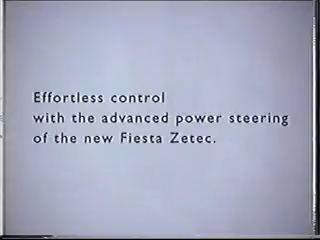 Effortless control
with the advanced power steering
of the new Fiesta Zetec.